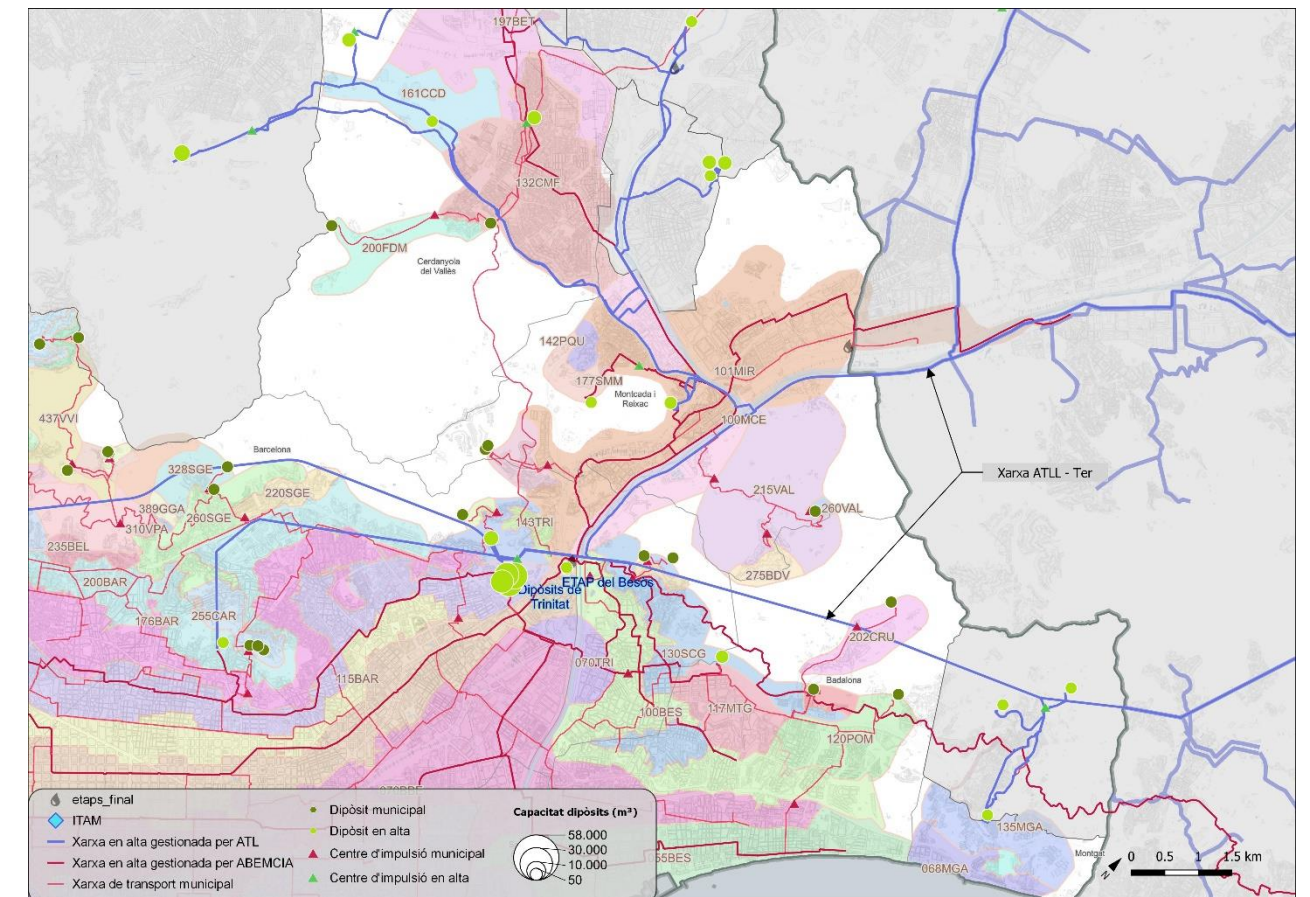 197BET
161CCD
132CMF
200FDM
Cerdanyola
del Vallès
142PQU
177SMM
Montcada i
Reixac
101MIR
100MCE
Xarxa ATLL - Ter
437VVI
328SGE
Barcelona
220SGE
389GGA
260SGE
310VPA
235BEL
200BAR
176BAR
255CAR
115BAR
143TRI
215VAL
260VAL
275BDV
ETAP del Besòs
Dipòsits de
Trinitat
070TRI
130SCG
202CRU
Badalona
100BES
117MTG
120POM
135MGA
068MGA
Montgat
etaps_final
ITAM
Xarxa en alta gestionada per ATL
Xarxa en alta gestionada per ABEMCIA
Xarxa de transport municipal
Dipòsit municipal
Dipòsit en alta
Centre d'impulsió municipal
Centre d'impulsió en alta
Capacitat dipòsits (m³)
58.000
30.000
10.000
50
N
0 0.5 1 1.5 km